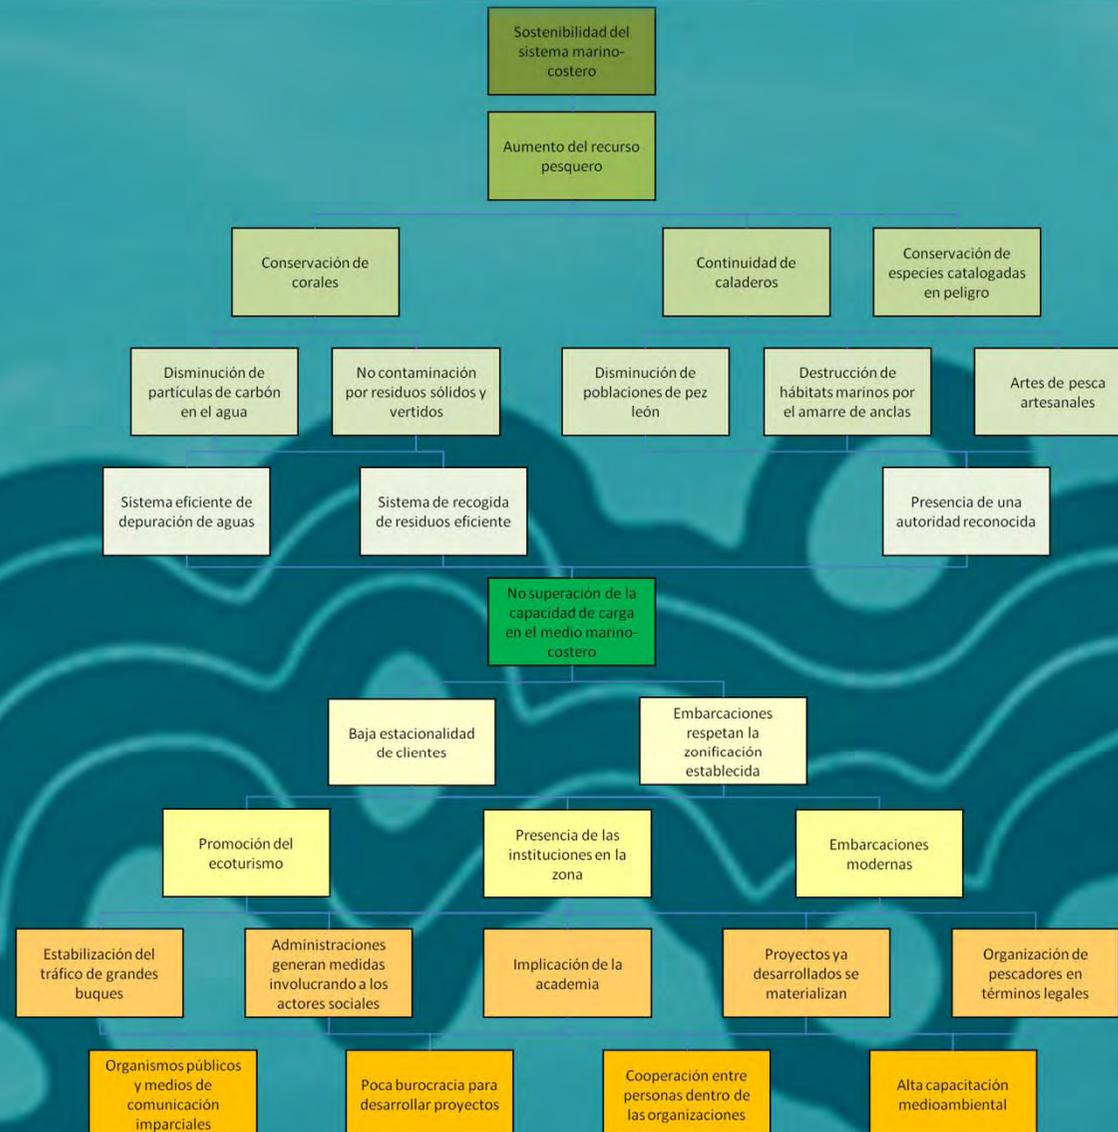 Sostenibilidad del
sistema marino-
costero
Aumento del recurso
pesquero
Conservación de
corales
Continuidad de
caladeros
Conservación de
especies catalogadas
en peligro
Disminución de
partículas de carbón
en el agua
No contaminación
por residuos sólidos y
vertidos
Disminución de
poblaciones de pez
león
Destrucción de
hábitats marinos por
el amarre de anclas
Artes de pesca
artesanales
Sistema eficiente de
depuración de aguas
Sistema de recogida
de residuos eficiente
Presencia de una
autoridad reconocida
No superación de la
capacidad de carga
en el medio marino-
costero
Baja estacionalidad
de clientes
Embarcaciones
respetan la
zonificación
establecida
Promoción del
ecoturismo
Presencia de las
instituciones en la
zona
Embarcaciones
modernas
Estabilización del
tráfico de grandes
buques
Administraciones
generan medidas
involucrando a los
actores sociales
Implicación de la
academia
Proyectos ya
desarrollados se
materializan
Organización de
pescadores en
términos legales
Organismos públicos
y medios de
comunicación
imparciales
Poca burocracia para
desarrollar proyectos
Cooperación entre
personas dentro de
las organizaciones
Alta capacitación
medioambiental